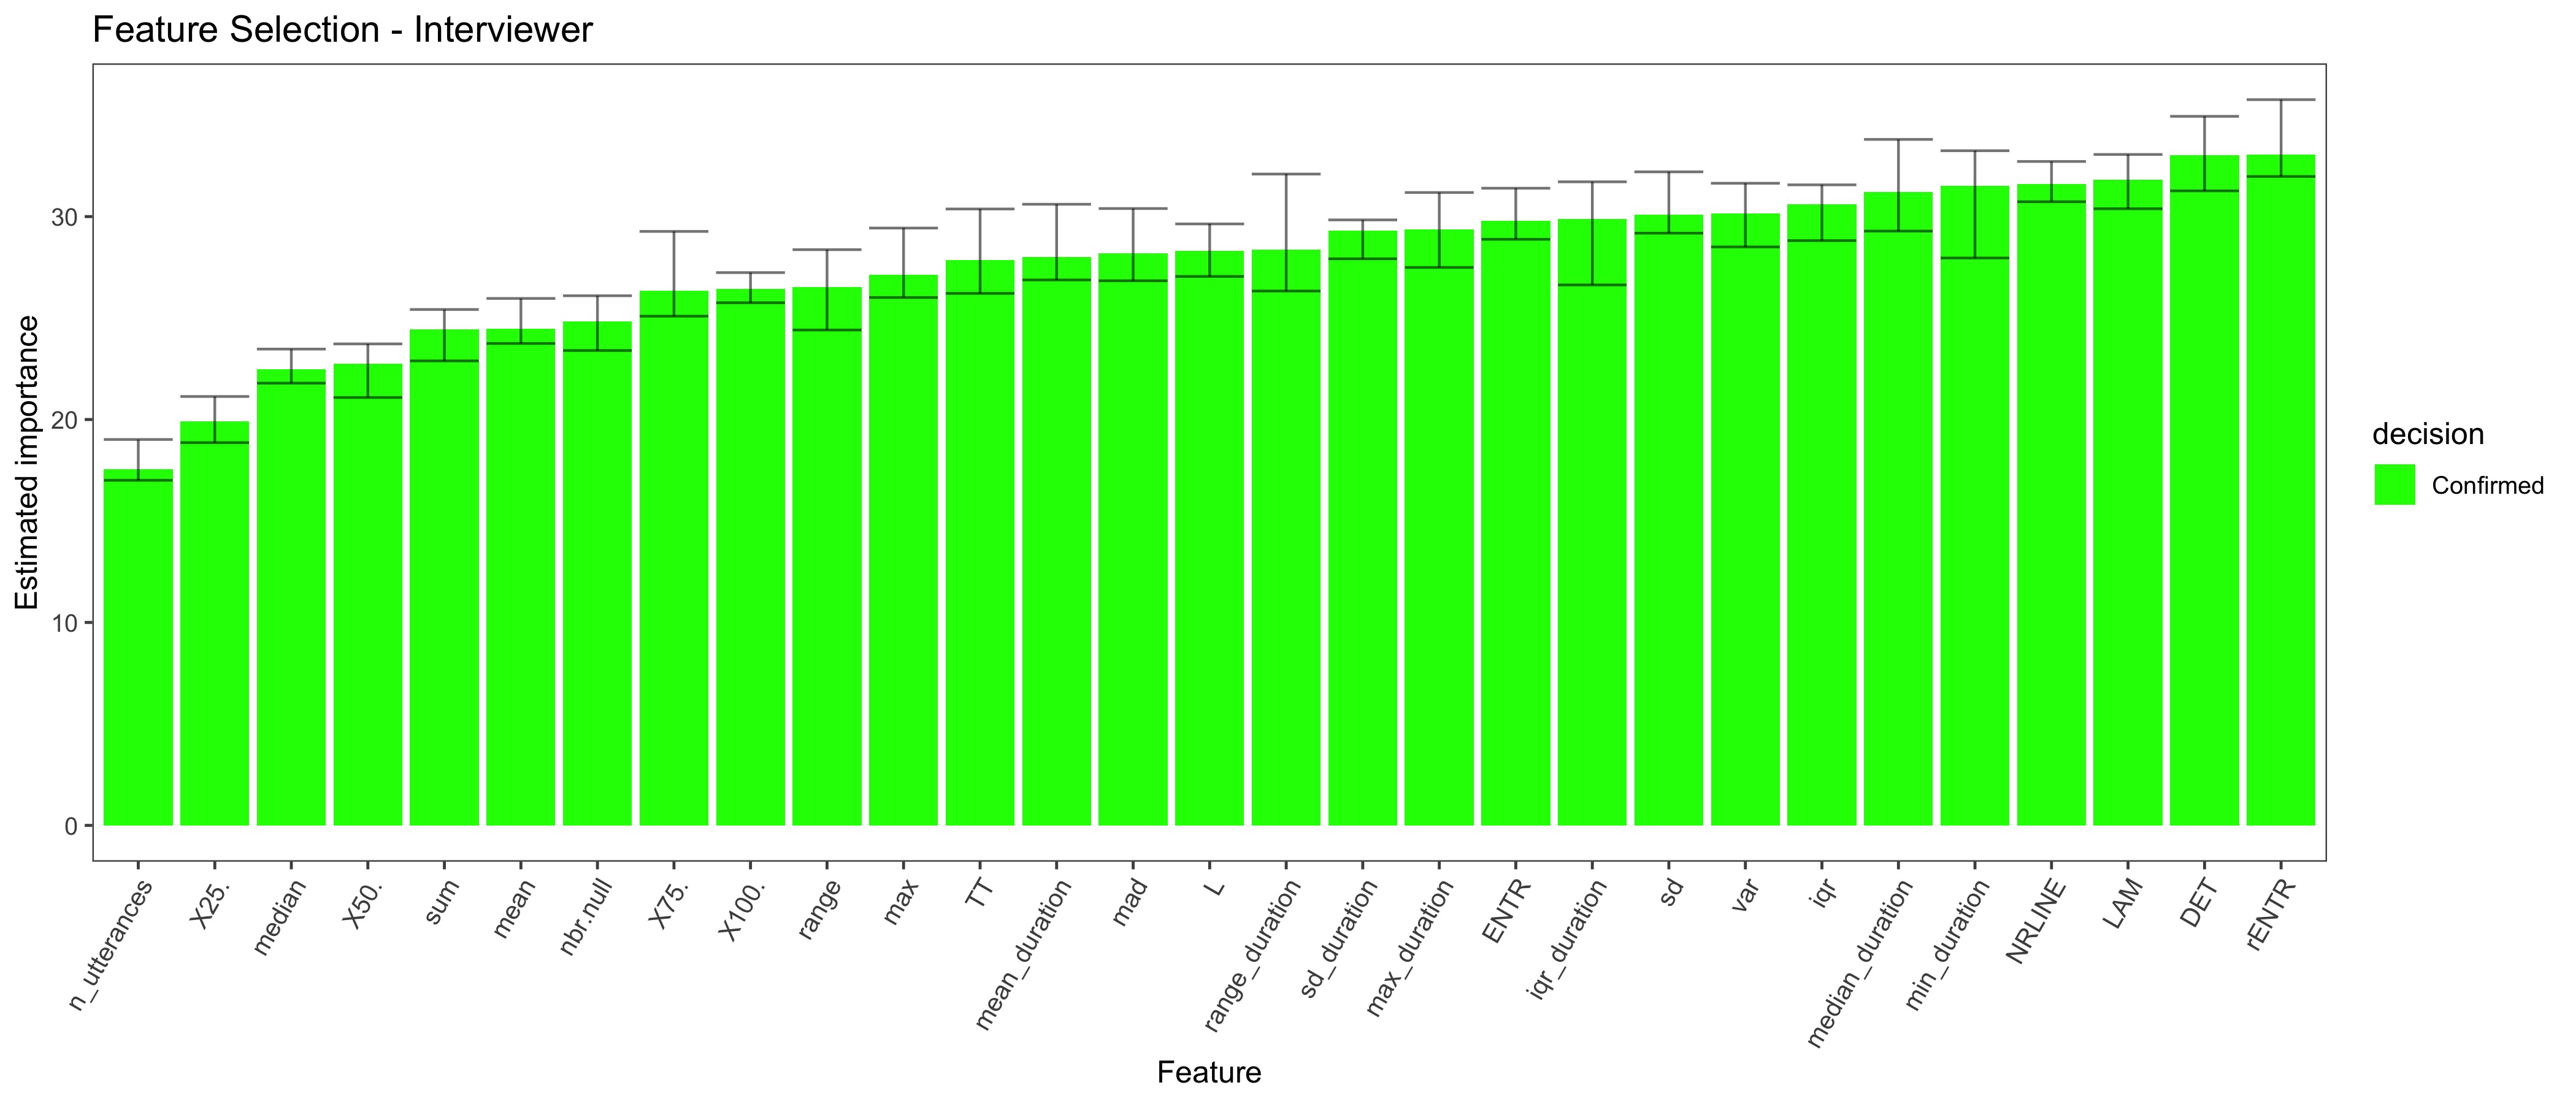 Feature Selection - Interviewer
Estimated importance
30
20
10
0
n_utterances
X25.
median
X50.
sum
mean
nbr.null
X75.
X100.
range
max
TT
mean_duration
mad
L
range_duration
sd_duration
max_duration
ENTR
iqr_duration
sd
var
iqr
median_duration
min_duration
NRLINE
LAM
DET
rENTR
Feature
decision
Confirmed